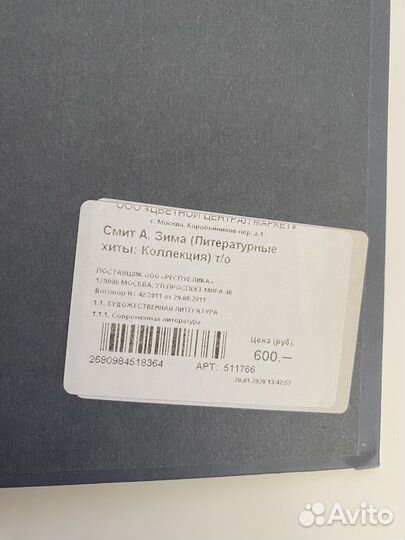 ООО «ЦВЕТНОЙ ЦЕНТРАЛ МАРКЕТ»
г. Москва, Коробейников пер. д.1
Смит А. Зима (Литературные
хиты: Коллекция) т/о
ПОСТАВЩИК ООО «РЕСПУБЛИКА»
129090 МОСКВА, УЛ.ПРОСПЕКТ МИРА 40
Договор №: 42/2011 от 29.08.2011
1.1. ХУДОЖЕСТВЕННАЯ ЛИТЕРАТУРА
1.1.1. Современная литература
Цена (руб):
600.—
2680984518364 АРТ: 511766
20.01.2020 13:47:57
Avito